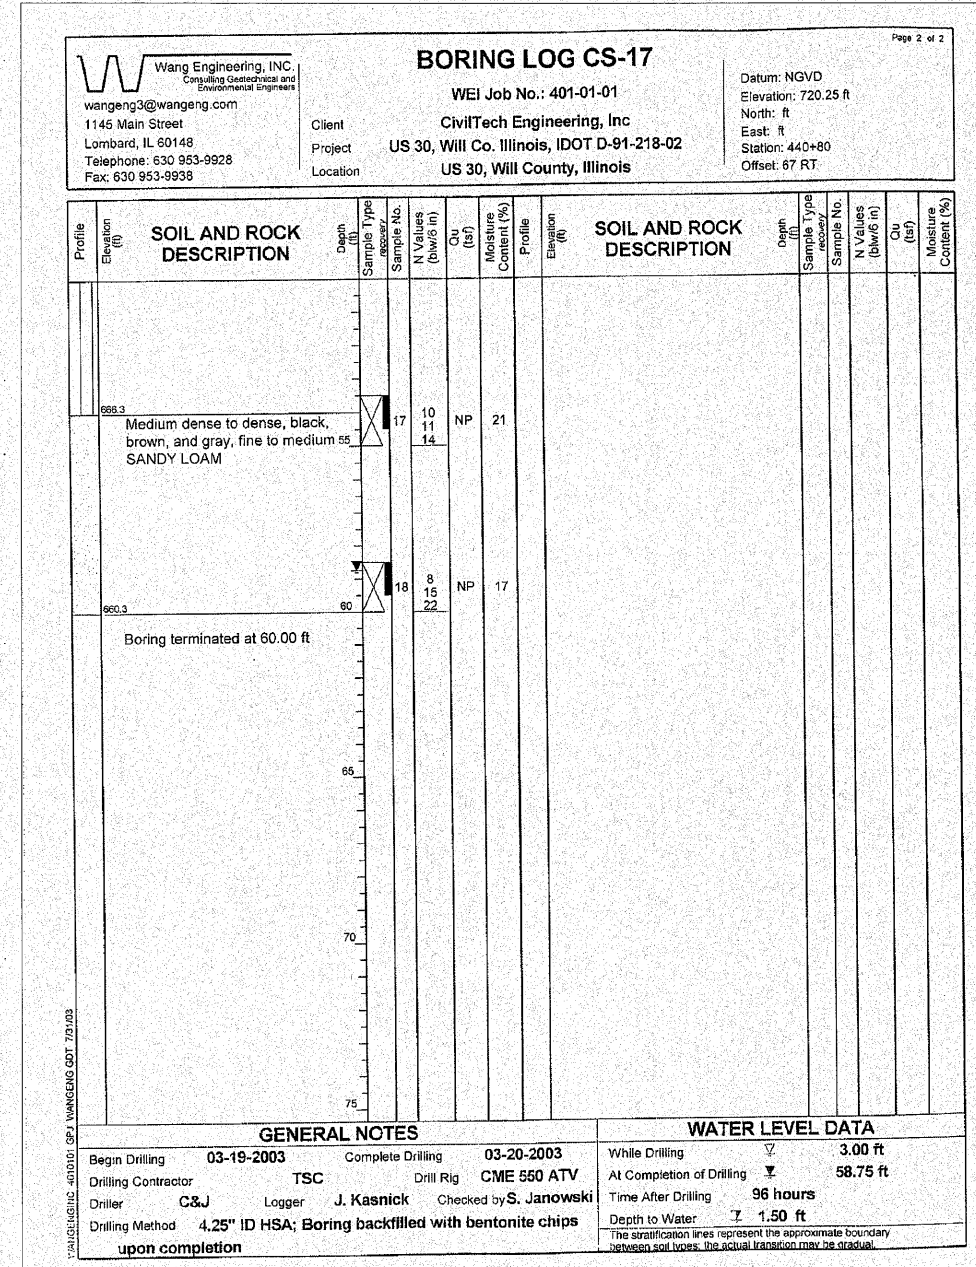 Page 2 of 2
Wang Engineering, INC.
Consulting Geotechnical and
Environmental Engineers
wangeng3@wangeng.com
1145 Main Street
Lombard, IL 60148
Telephone: 630 953-9928
Fax: 630 953-9938
BORING LOG CS-17
WEI Job No.: 401-01-01
Client CivilTech Engineering, Inc
Project US 30, Will Co. Illinois, IDOT D-91-218-02
Location US 30, Will County, Illinois
Datum: NGVD
Elevation: 720.25 ft
North: ft
East: ft
Station: 440+80
Offset: 67 RT
Profile
Elevation
(ft)
SOIL AND ROCK
DESCRIPTION
Depth
(ft)
Sample Type
recovery
Sample No.
N Values
(blw/6 in)
Qu
(tsf)
Moisture
Content (%)
Profile
Elevation
(ft)
SOIL AND ROCK
DESCRIPTION
Depth
(ft)
Sample Type
recovery
Sample No.
N Values
(blw/6 in)
Qu
(tsf)
Moisture
Content (%)
666.3
Medium dense to dense, black,
brown, and gray, fine to medium
SANDY LOAM
55
17
10
11
14
NP
21
18
8
15
22
NP
17
660.3
60
Boring terminated at 60.00 ft
65
70
75
GENERAL NOTES
Begin Drilling 03-19-2003 Complete Drilling 03-20-2003
Drilling Contractor TSC Drill Rig CME 550 ATV
Driller C&J Logger J. Kasnick Checked by S. Janowski
Drilling Method 4.25" ID HSA; Boring backfilled with bentonite chips
upon completion
WATER LEVEL DATA
While Drilling 3.00 ft
At Completion of Drilling 58.75 ft
Time After Drilling 96 hours
Depth to Water 1.50 ft
The stratification lines represent the approximate boundary
between soil types; the actual transition may be gradual.
WANGENGINC 4010101 GPJ WANGENG GDT 7/31/03